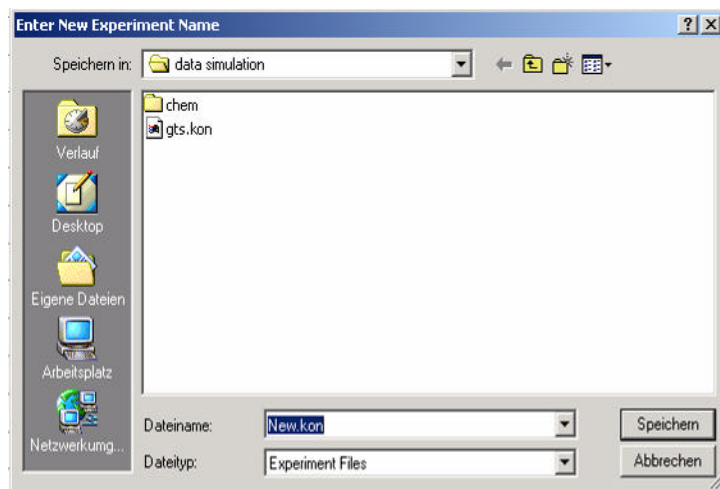 Enter New Experiment Name
Speichern in:
data simulation
chem
gts.kon
Verlauf
Desktop
Eigene Dateien
Arbeitsplatz
Netzwerkumg...
Dateiname:
New.kon
Speichern
Dateityp:
Experiment Files
Abbrechen